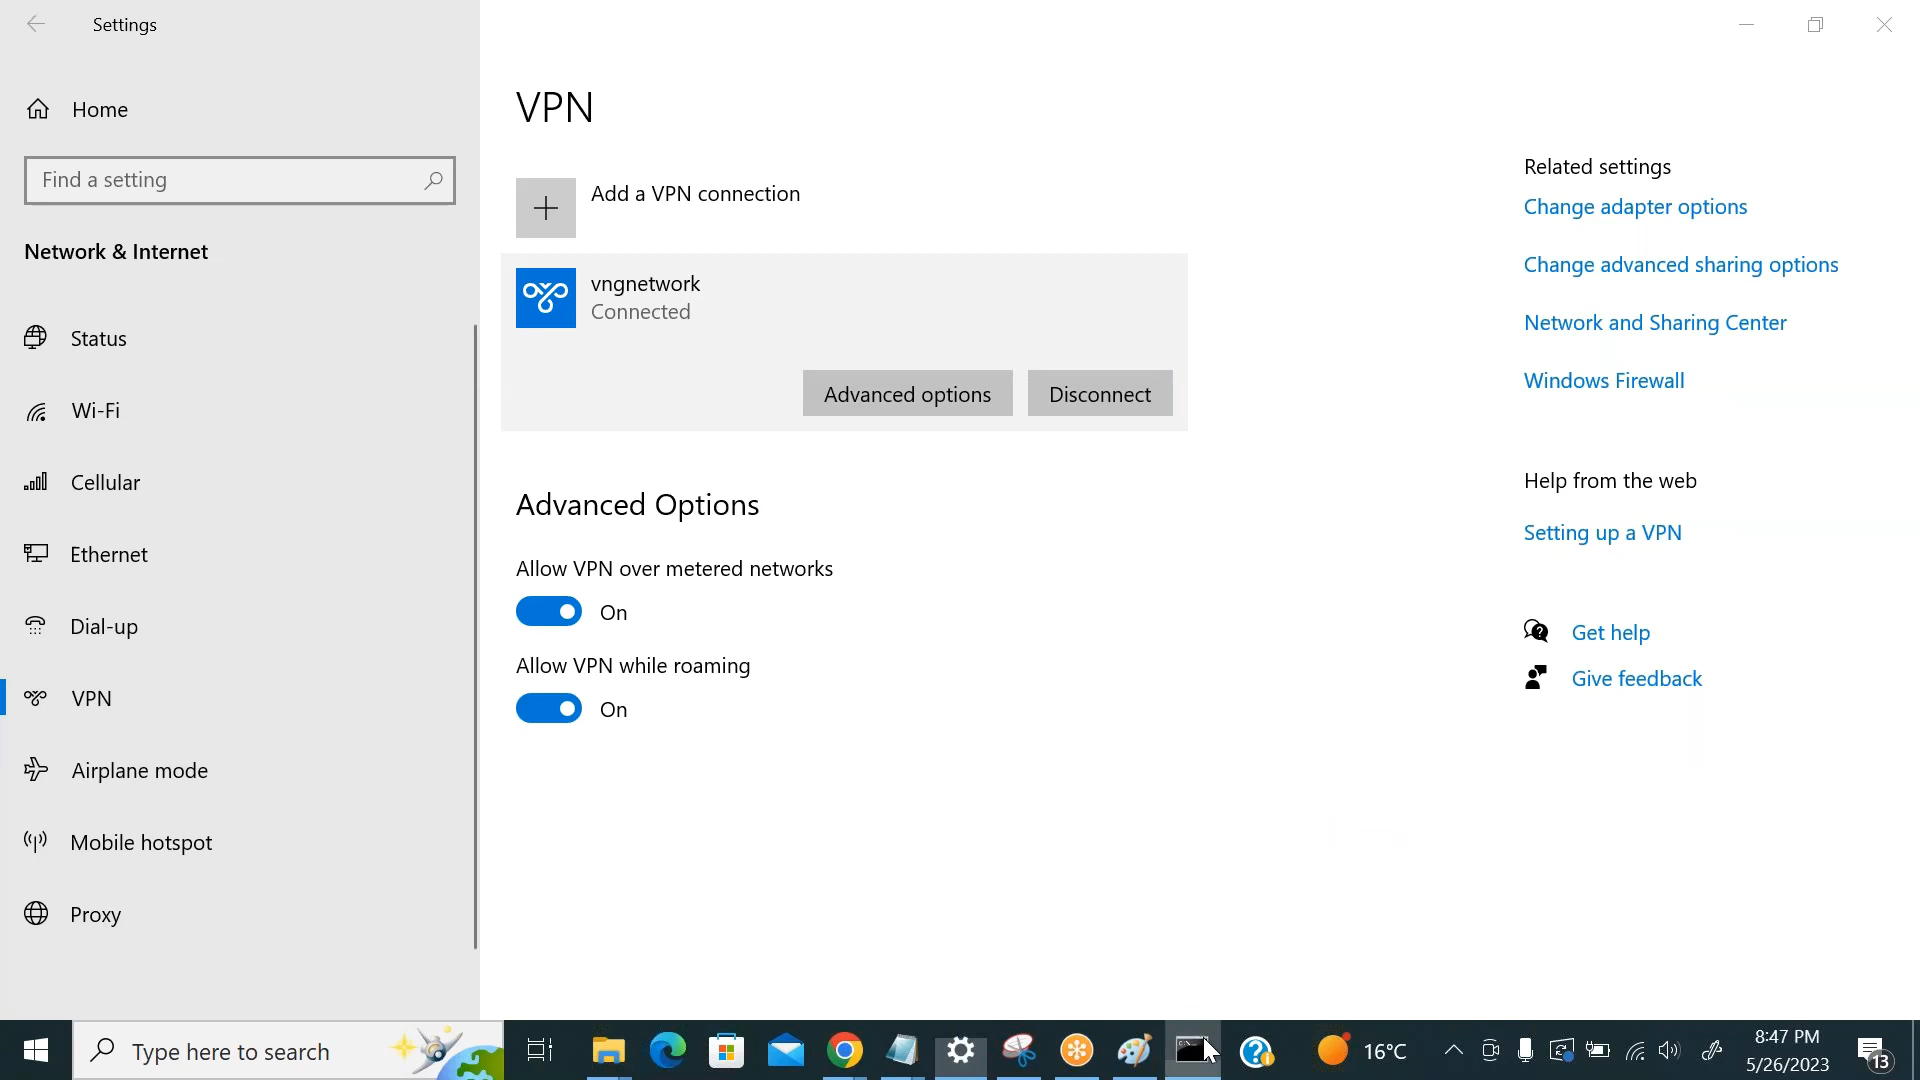 Settings
Home
Find a setting
Network & Internet
Status
Wi-Fi
Cellular
Ethernet
Dial-up
VPN
Airplane mode
Mobile hotspot
Proxy
VPN
Add a VPN connection
vngnetwork
Connected
Advanced options
Disconnect
Advanced Options
Allow VPN over metered networks
On
Allow VPN while roaming
On
Related settings
Change adapter options
Change advanced sharing options
Network and Sharing Center
Windows Firewall
Help from the web
Setting up a VPN
Get help
Give feedback
Type here to search
16°C
8:47 PM
5/26/2023
13